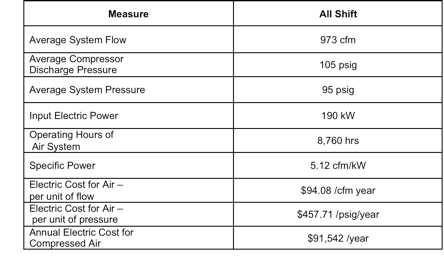 Measure All Shift
Average System Flow 973 cfm
Average Compressor
Discharge Pressure 105 psig
Average System Pressure 95 psig
Input Electric Power 190 kW
Operating Hours of
Air System 8,760 hrs
Specific Power 5.12 cfm/kW
Electric Cost for Air –
per unit of flow $94.08 /cfm year
Electric Cost for Air –
per unit of pressure $457.71 /psig/year
Annual Electric Cost for
Compressed Air $91,542 /year